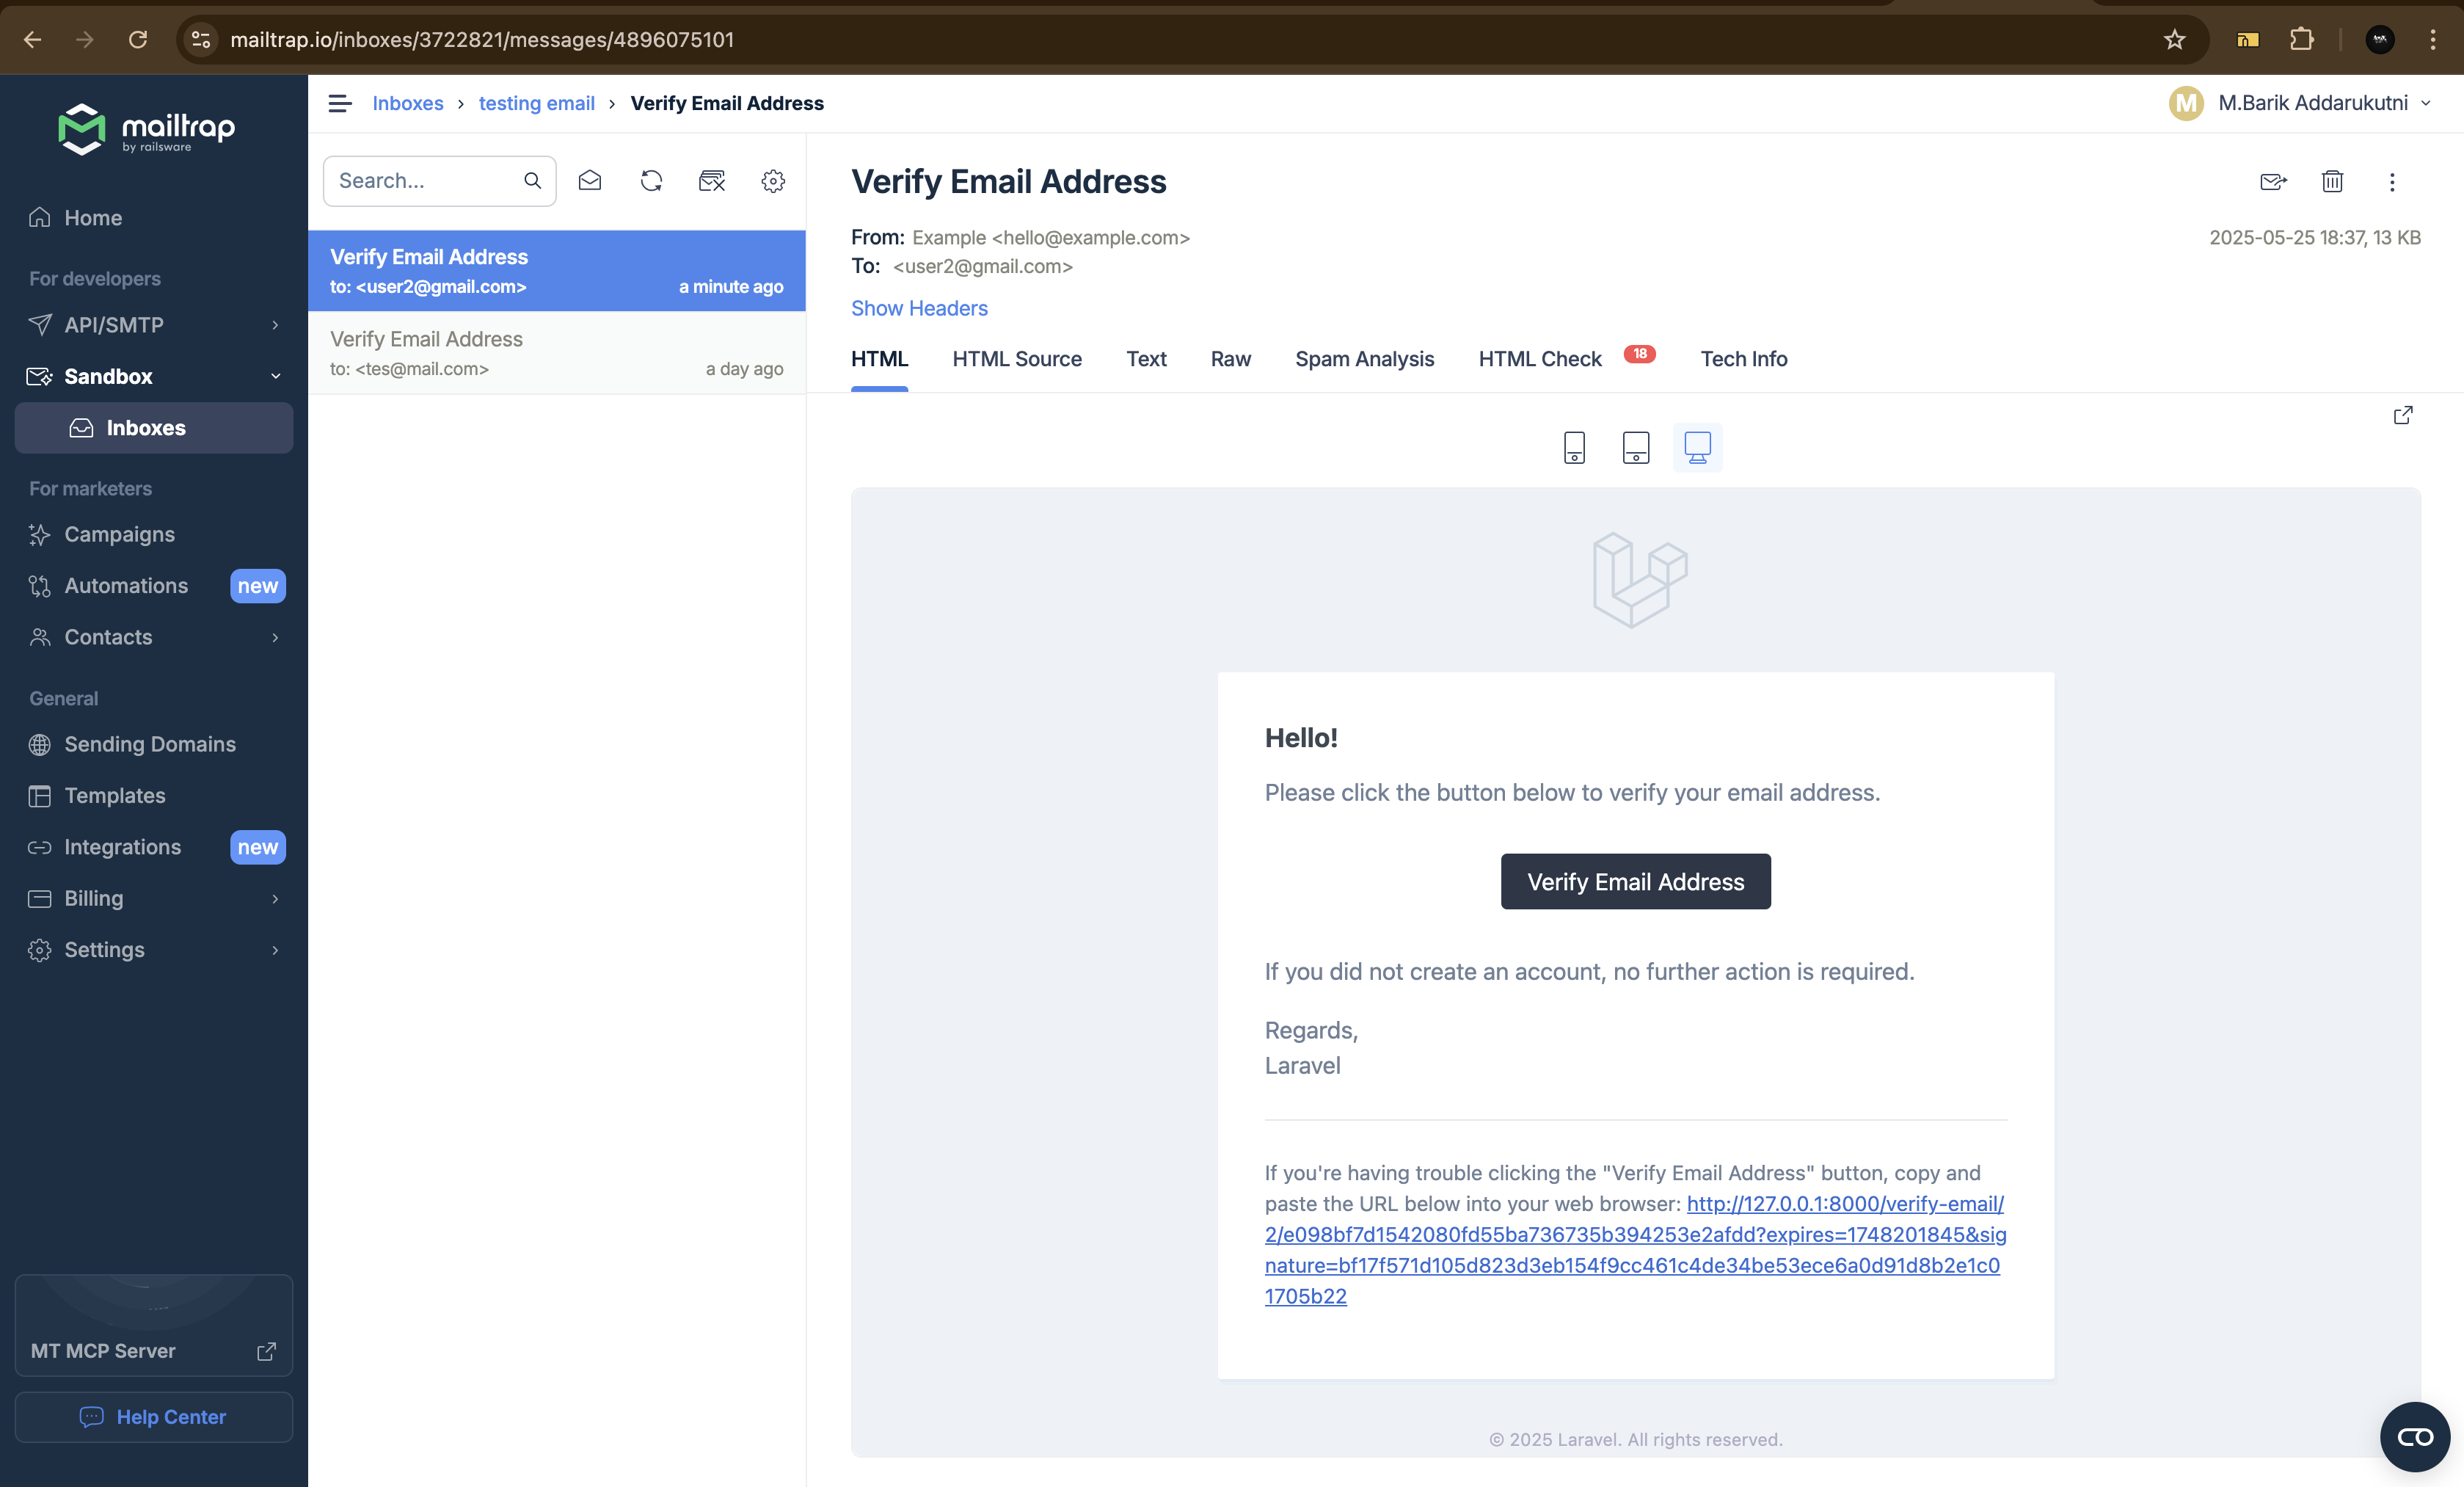 mailtrap.io/inboxes/3722821/messages/4896075101
mailtrap
by railsware
Home
For developers
API/SMTP
Sandbox
Inboxes
For marketers
Campaigns
Automations new
Contacts
General
Sending Domains
Templates
Integrations new
Billing
Settings
MT MCP Server
Help Center
Inboxes › testing email › Verify Email Address
M M.Barik Addarukutni
Search...
Verify Email Address
to: <user2@gmail.com> a minute ago
Verify Email Address
to: <tes@mail.com> a day ago
Verify Email Address
From: Example <hello@example.com> 2025-05-25 18:37, 13 KB
To: <user2@gmail.com>
Show Headers
HTML HTML Source Text Raw Spam Analysis HTML Check 18 Tech Info
Hello!
Please click the button below to verify your email address.
Verify Email Address
If you did not create an account, no further action is required.
Regards,
Laravel
If you're having trouble clicking the "Verify Email Address" button, copy and
paste the URL below into your web browser: http://127.0.0.1:8000/verify-email/
2/e098bf7d1542080fd55ba736735b394253e2afdd?expires=1748201845&sig
nature=bf17f571d105d823d3eb154f9cc461c4de34be53ece6a0d91d8b2e1c0
1705b22
© 2025 Laravel. All rights reserved.